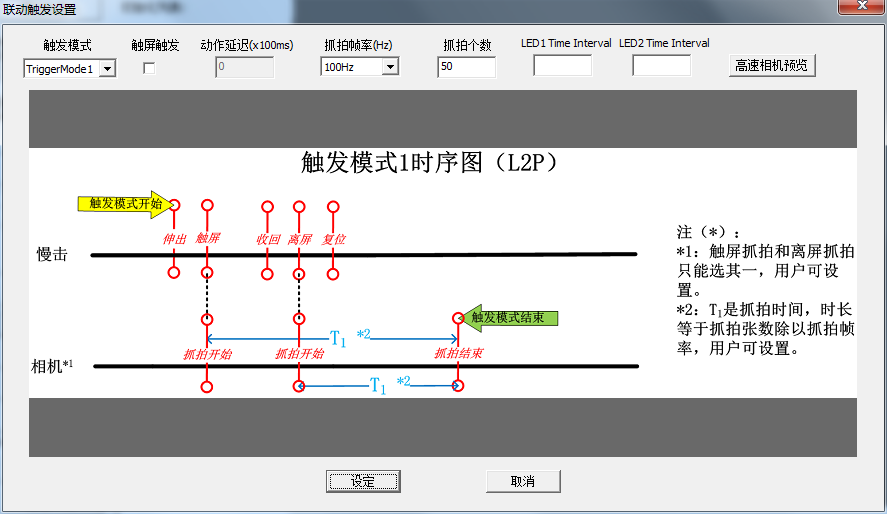 联动触发设置
触发模式
触屏触发
动作延迟(x100ms)
抓拍帧率(Hz)
抓拍个数
LED1 Time Interval
LED2 Time Interval
TriggerMode1
0
100Hz
50
高速相机预览
触发模式1时序图（L2P）
触发模式开始
伸出
触屏
收回
离屏
复位
慢击
触发模式结束
T1 *2
抓拍开始
抓拍开始
抓拍结束
相机*1
T1 *2
注（*）：
*1：触屏抓拍和离屏抓拍
只能选其一，用户可设
置。
*2：T1是抓拍时间，时长
等于抓拍张数除以抓拍帧
率，用户可设置。
设定
取消